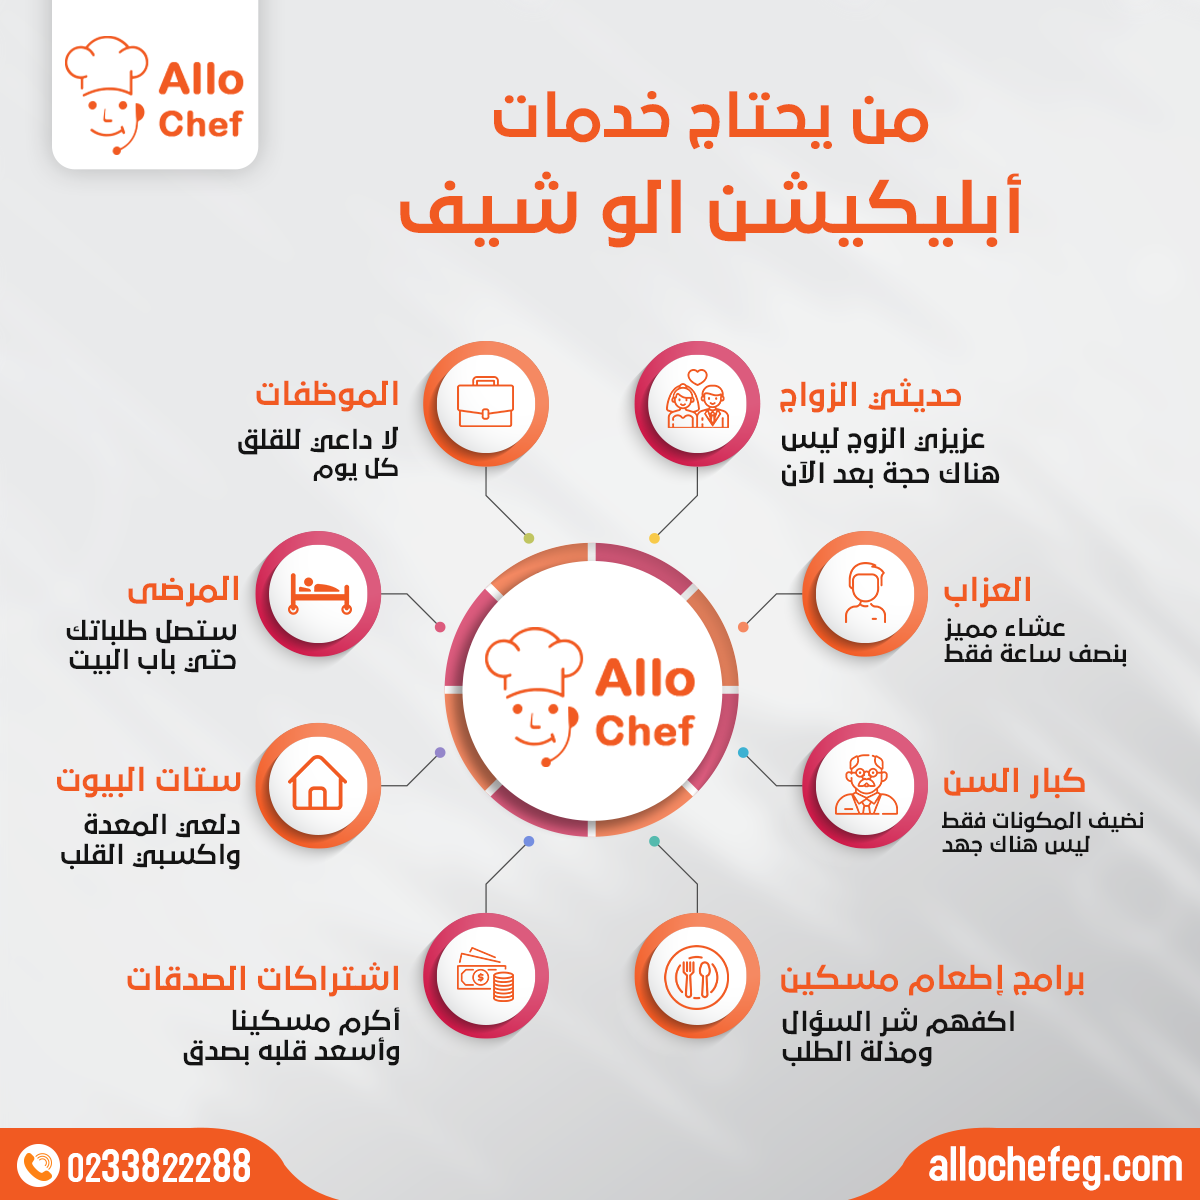 Allo
Chef
من يحتاج خدمات
أبليكيشن الو شيف
حديثي الزواج
عزيزي الزوج ليس
هناك حجة بعد الآن
الموظفات
لا داعي للقلق
كل يوم
العزاب
عشاء مميز
بنصف ساعة فقط
المرضى
ستصل طلباتك
حتي باب البيت
Allo
Chef
كبار السن
نضيف المكونات فقط
ليس هناك جهد
ستات البيوت
دلعي المعدة
واكسبي القلب
برامج إطعام مسكين
اكفهم شر السؤال
ومذلة الطلب
اشتراكات الصدقات
أكرم مسكينا
وأسعد قلبه بصدق
0233822288
allochefeg.com